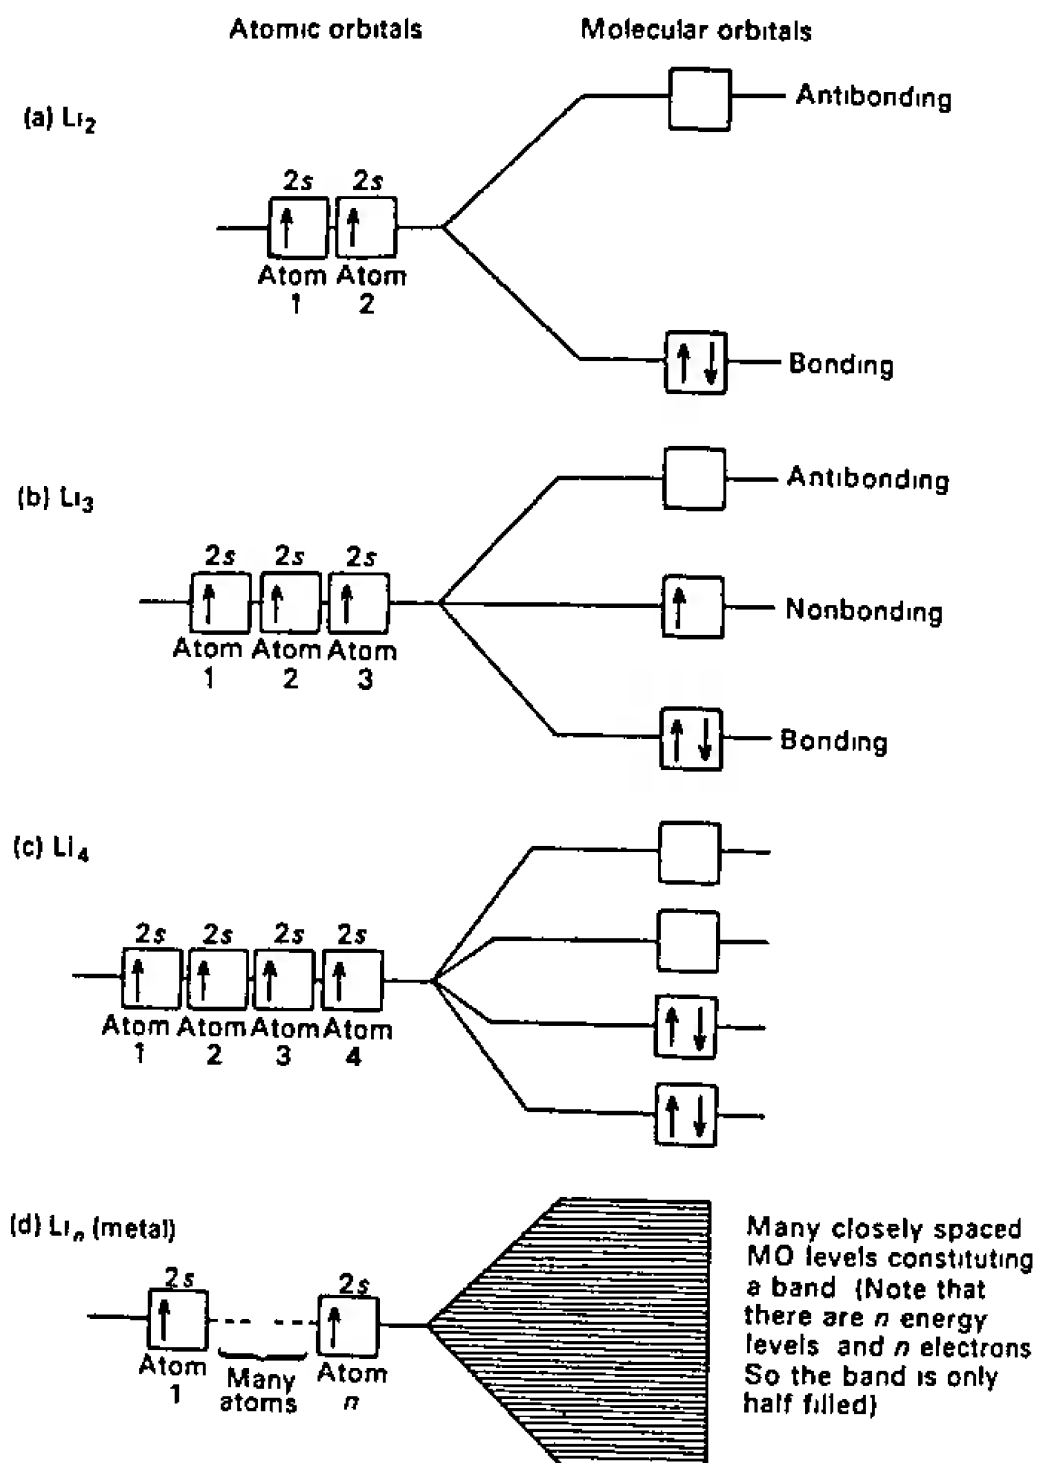 Atomic orbitals Molecular orbitals
(a) Li₂
Antibonding
2s 2s
Atom Atom
1 2
Bonding
(b) Li₃
Antibonding
2s 2s 2s
Nonbonding
Atom Atom Atom
1 2 3
Bonding
(c) Li₄
2s 2s 2s 2s
Atom Atom Atom Atom
1 2 3 4
(d) Liₙ (metal)
2s 2s
Atom Many Atom
1 atoms n
Many closely spaced
MO levels constituting
a band (Note that
there are n energy
levels and n electrons
So the band is only
half filled)